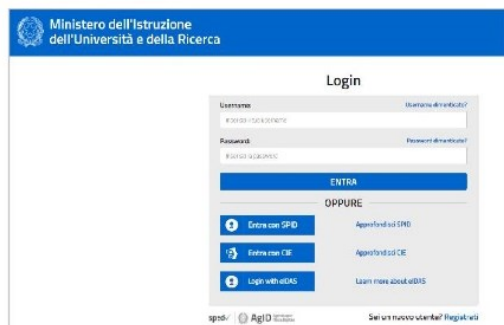 Ministero dell'Istruzione
dell'Università e della Ricerca
Login
Username:
Username dimenticato?
Password:
Password dimenticata?
ENTRA
OPPURE
Entra con SPID
Approfondisci SPID
Entra con CIE
Approfondisci CIE
Login with eIDAS
Learn more about eIDAS
AgID
Sei un nuovo utente? Registrati